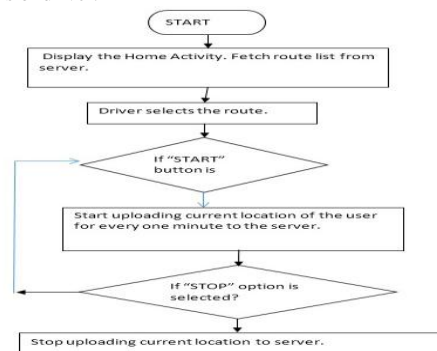 START
Display the Home Activity. Fetch route list from
server.
Driver selects the route.
If “START”
button is
Start uploading current location of the user
for every one minute to the server.
If “STOP” option is
selected?
Stop uploading current location to server.